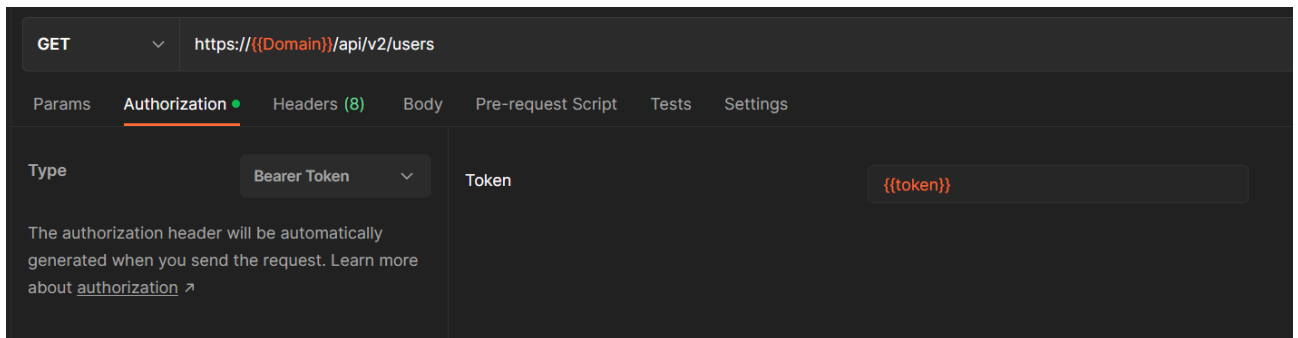 GET https://{{Domain}}/api/v2/users
Params Authorization Headers (8) Body Pre-request Script Tests Settings
Type Bearer Token Token {{token}}
The authorization header will be automatically
generated when you send the request. Learn more
about authorization ↗